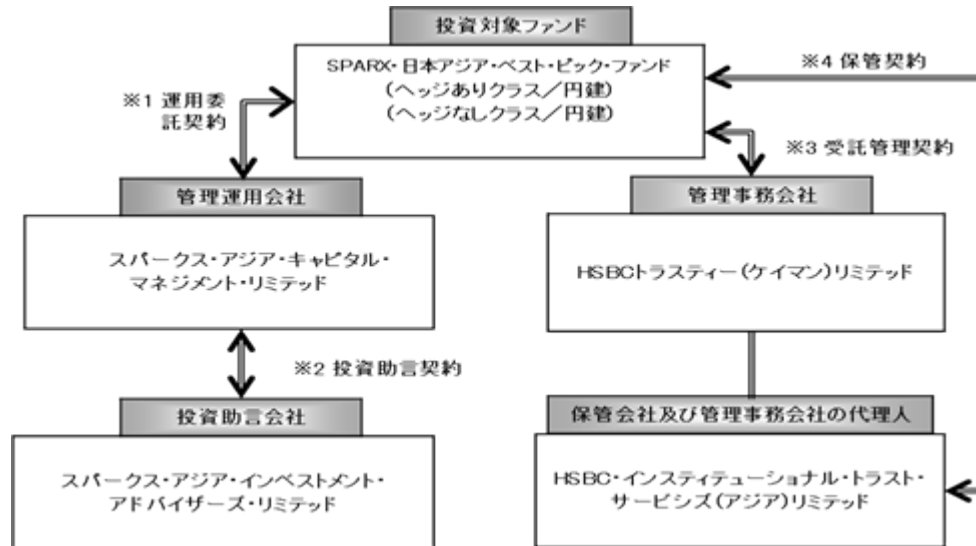 投資対象ファンド
SPARX・日本アジア・ベスト・ピック・ファンド
(ヘッジありクラス／円建)
(ヘッジなしクラス／円建)
※4 保管契約
※1 運用委
託契約
※3 受託管理契約
管理運用会社
スパークス・アジア・キャピタル・
マネジメント・リミテッド
管理事務会社
HSBCトラスティー(ケイマン)リミテッド
※2 投資助言契約
投資助言会社
スパークス・アジア・インベストメント・
アドバイザーズ・リミテッド
保管会社及び管理事務会社の代理人
HSBC・インスティテューショナル・トラスト・
サービシズ(アジア)リミテッド